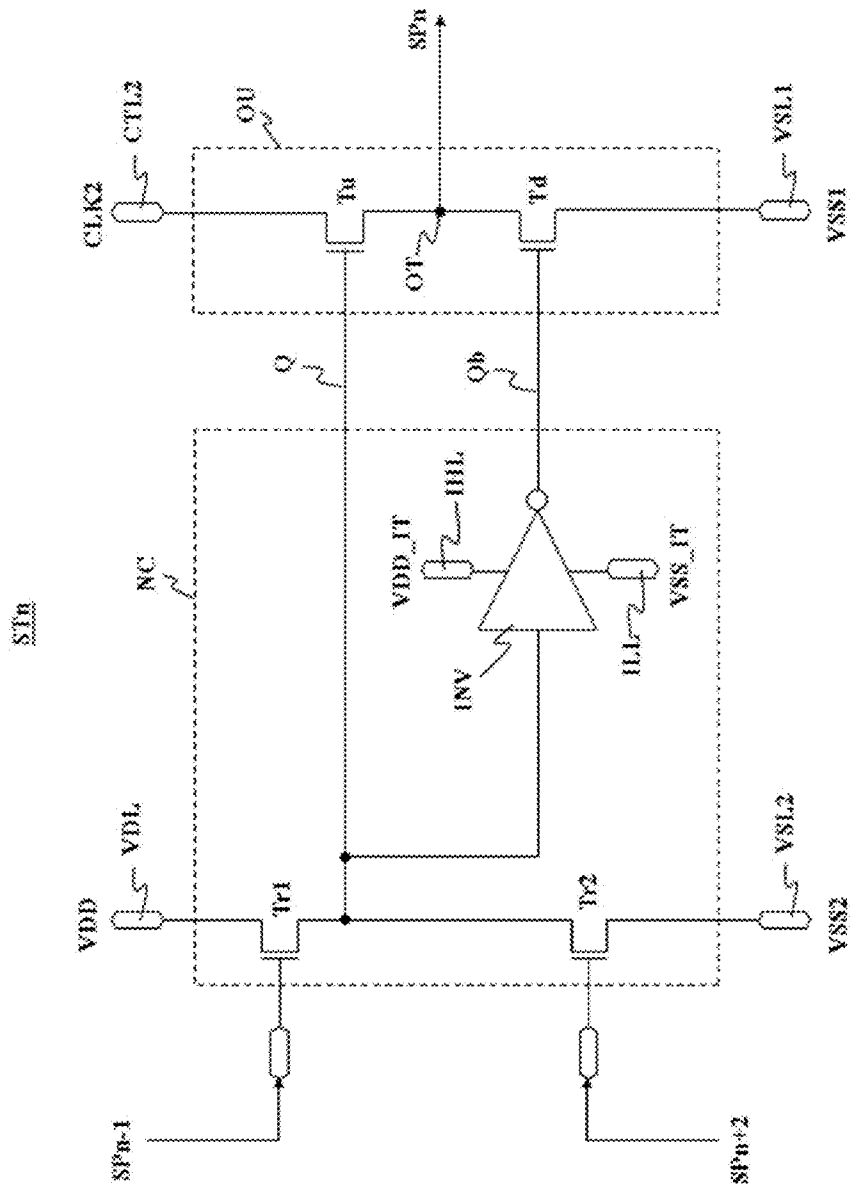 STn
CLK2
CTL2
OU
Tu
SPn
OT
Td
VSL1
VSS1
Q
Qb
NC
VDD_IT
IHL
INV
ILL
VSS_IT
VDD
VDL
Tr1
Tr2
VSL2
VSS2
SPn-1
SPn+2